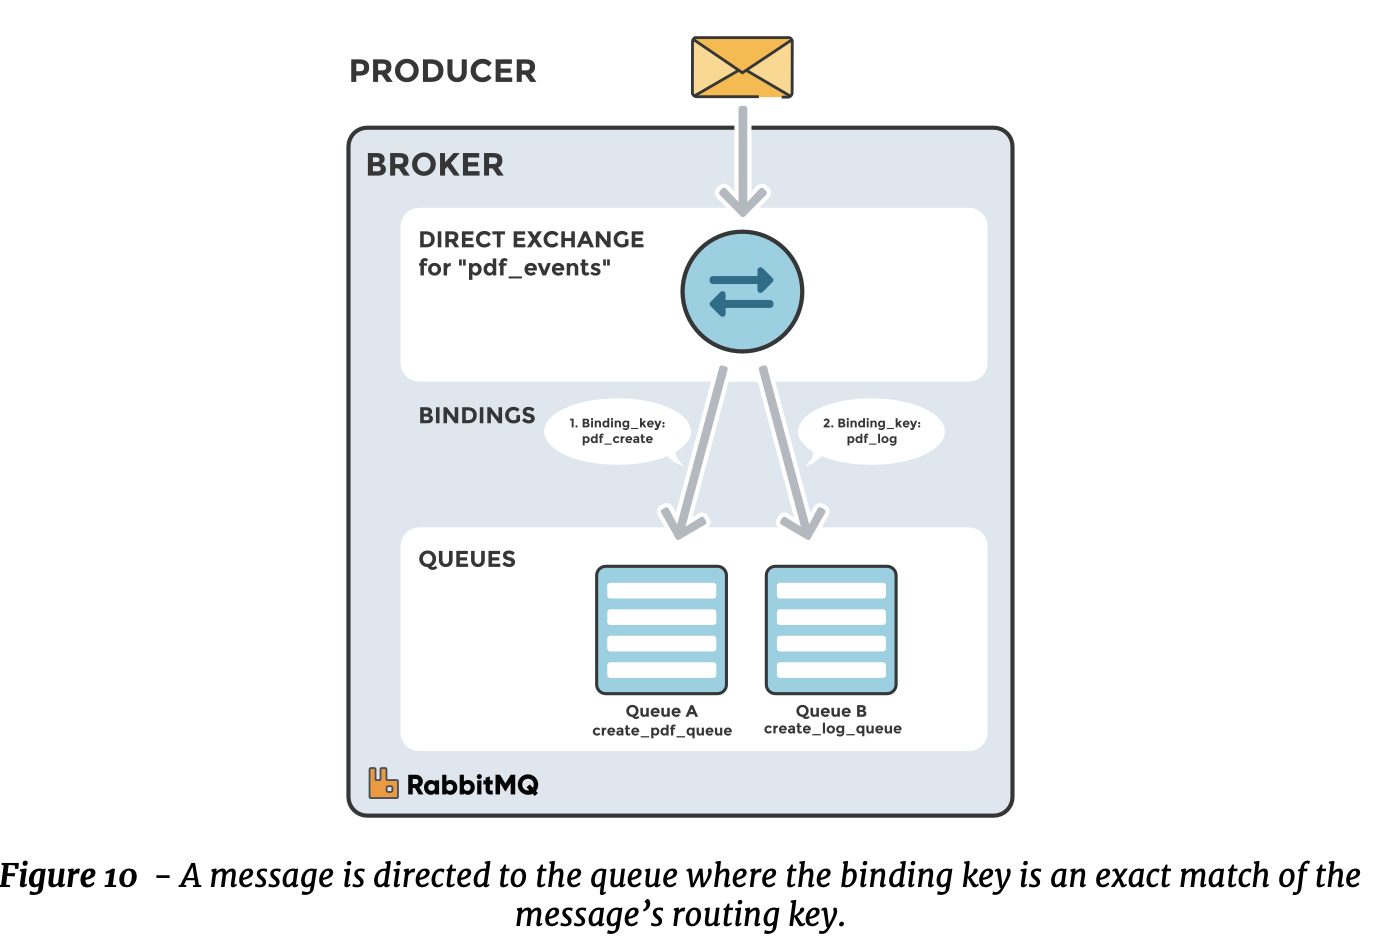 PRODUCER
BROKER
DIRECT EXCHANGE
for "pdf_events"
BINDINGS
1. Binding_key:
pdf_create
2. Binding_key:
pdf_log
QUEUES
Queue A
create_pdf_queue
Queue B
create_log_queue
RabbitMQ
Figure 10 – A message is directed to the queue where the binding key is an exact match of the
message’s routing key.